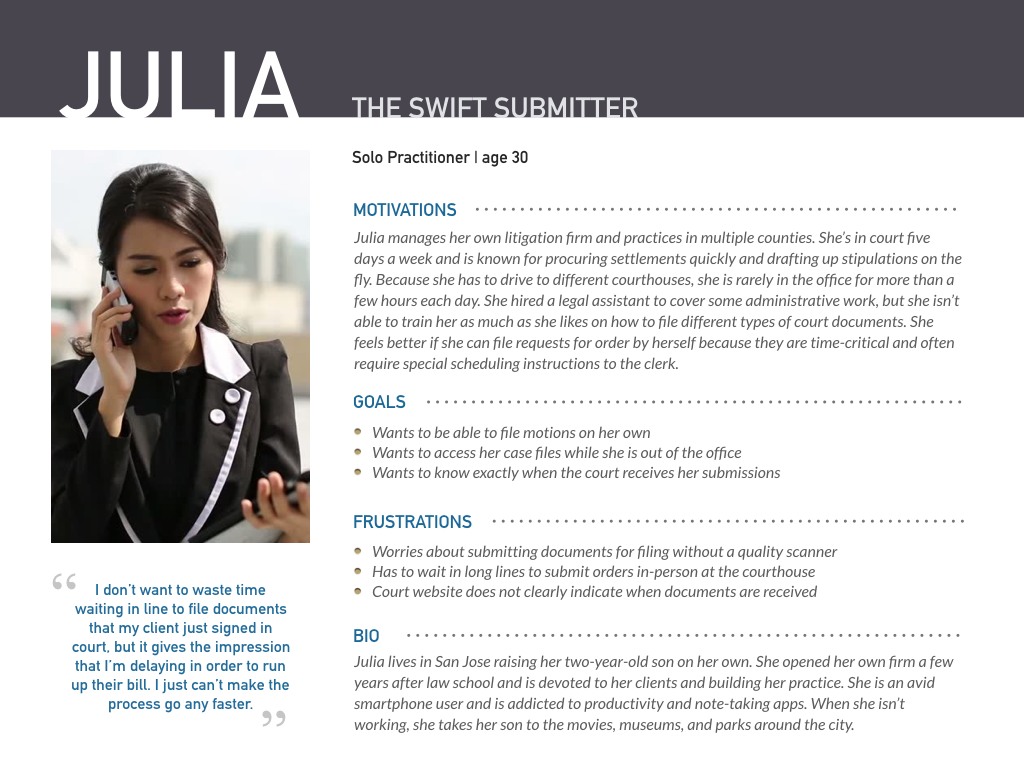 JULIA
THE SWIFT SUBMITTER
Solo Practitioner | age 30
MOTIVATIONS
Julia manages her own litigation firm and practices in multiple counties. She's in court five
days a week and is known for procuring settlements quickly and drafting up stipulations on the
fly. Because she has to drive to different courthouses, she is rarely in the office for more than a
few hours each day. She hired a legal assistant to cover some administrative work, but she isn't
able to train her as much as she likes on how to file different types of court documents. She
feels better if she can file requests for order by herself because they are time-critical and often
require special scheduling instructions to the clerk.
GOALS
Wants to be able to file motions on her own
Wants to access her case files while she is out of the office
Wants to know exactly when the court receives her submissions
FRUSTRATIONS
Worries about submitting documents for filing without a quality scanner
Has to wait in long lines to submit orders in-person at the courthouse
Court website does not clearly indicate when documents are received
BIO
Julia lives in San Jose raising her two-year-old son on her own. She opened her own firm a few
years after law school and is devoted to her clients and building her practice. She is an avid
smartphone user and is addicted to productivity and note-taking apps. When she isn't
working, she takes her son to the movies, museums, and parks around the city.
“ I don't want to waste time
waiting in line to file documents
that my client just signed in
court, but it gives the impression
that I'm delaying in order to run
up their bill. I just can't make the
process go any faster. ”